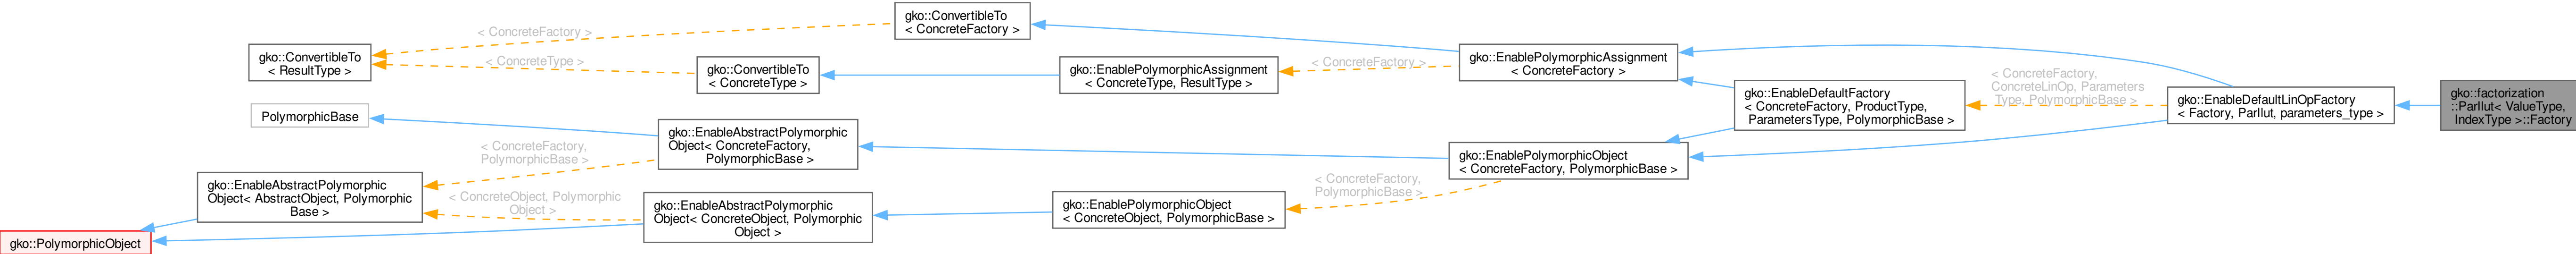 gko::ConvertibleTo
< ResultType >
PolymorphicBase
gko::EnableAbstractPolymorphic
Object< AbstractObject, Polymorphic
Base >
gko::PolymorphicObject
< ConcreteFactory >
< ConcreteType >
< ConcreteFactory,
PolymorphicBase >
< ConcreteObject, Polymorphic
Object >
gko::ConvertibleTo
< ConcreteFactory >
gko::ConvertibleTo
< ConcreteType >
gko::EnableAbstractPolymorphic
Object< ConcreteFactory,
PolymorphicBase >
gko::EnableAbstractPolymorphic
Object< ConcreteObject, Polymorphic
Object >
gko::EnablePolymorphicAssignment
< ConcreteType, ResultType >
gko::EnablePolymorphicObject
< ConcreteObject, PolymorphicBase >
< ConcreteFactory >
< ConcreteFactory,
PolymorphicBase >
gko::EnablePolymorphicAssignment
< ConcreteFactory >
gko::EnablePolymorphicObject
< ConcreteFactory, PolymorphicBase >
gko::EnableDefaultFactory
< ConcreteFactory, ProductType,
ParametersType, PolymorphicBase >
< ConcreteFactory,
ConcreteLinOp, Parameters
Type, PolymorphicBase >
gko::EnableDefaultLinOpFactory
< Factory, ParIlut, parameters_type >
gko::factorization
::ParIlut< ValueType,
IndexType >::Factory